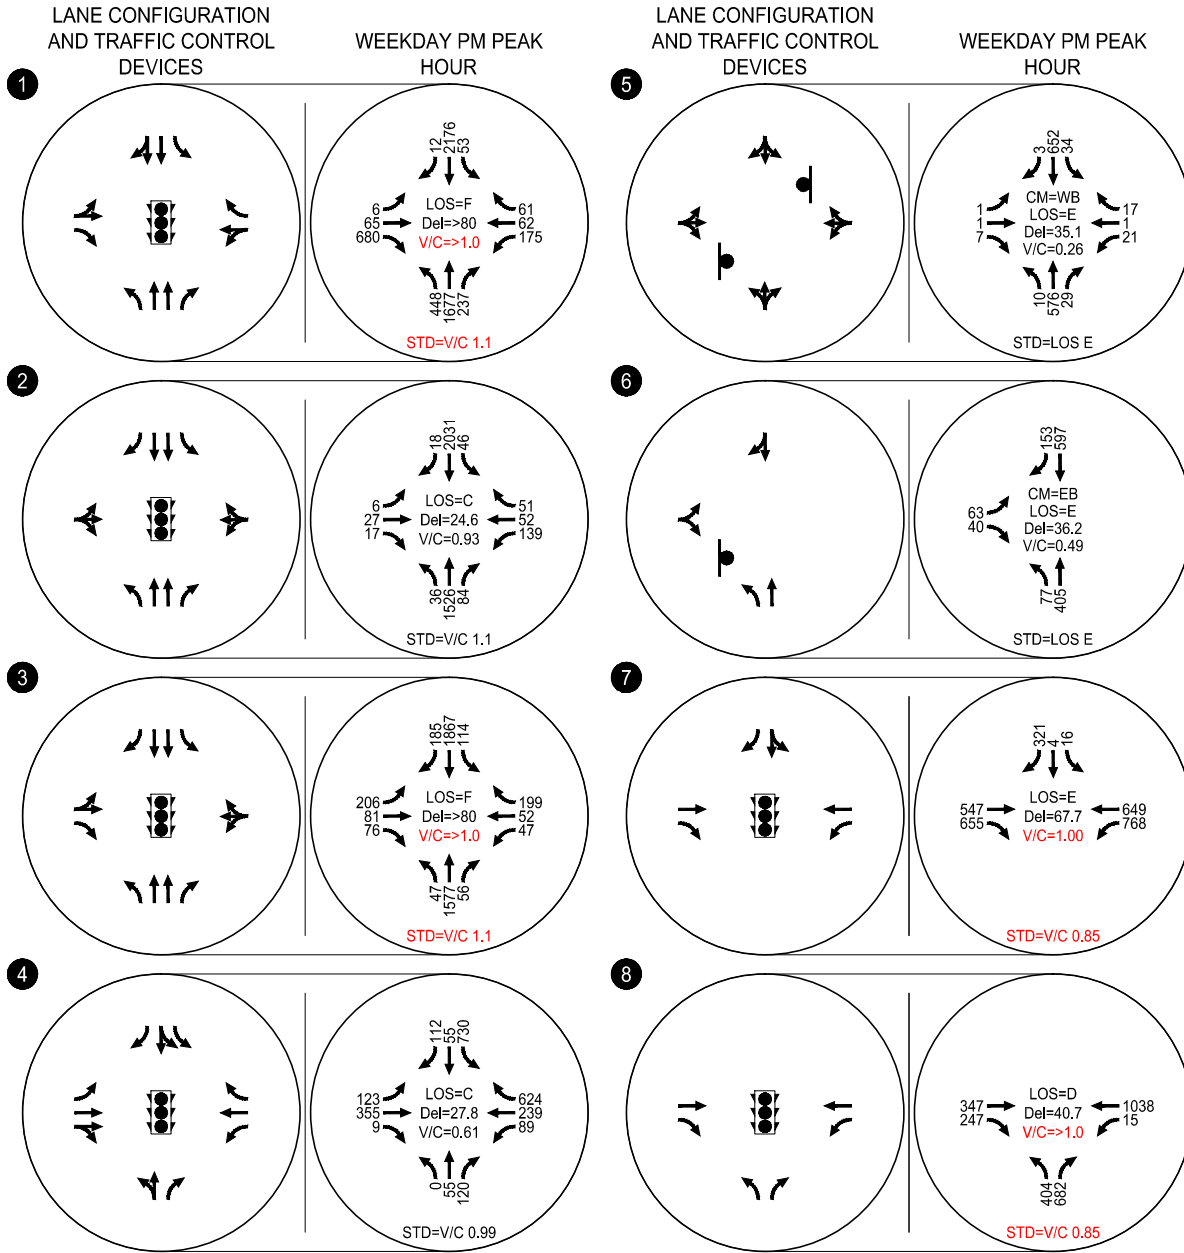 LANE CONFIGURATION
AND TRAFFIC CONTROL
DEVICES
WEEKDAY PM PEAK
HOUR
LANE CONFIGURATION
AND TRAFFIC CONTROL
DEVICES
WEEKDAY PM PEAK
HOUR
1
12 2176 53
6
65
680
LOS=F
Del=>80
V/C=>1.0
61
62
175
448 1677 237
STD=V/C 1.1
2
18 2031 46
6
27
17
LOS=C
Del=24.6
V/C=0.93
51
52
139
36 1526 84
STD=V/C 1.1
3
185 1867 114
206
81
76
LOS=F
Del=>80
V/C=>1.0
199
52
47
47 1577 56
STD=V/C 1.1
4
112 55 730
123
355
9
LOS=C
Del=27.8
V/C=0.61
624
239
89
0 55 120
STD=V/C 0.99
5
3 652 34
1
1
7
CM=WB
LOS=E
Del=35.1
V/C=0.26
17
1
21
10 576 29
STD=LOS E
6
153 597
63
40
CM=EB
LOS=E
Del=36.2
V/C=0.49
77 405
STD=LOS E
7
321 4 16
547
655
LOS=E
Del=67.7
V/C=1.00
649
768
STD=V/C 0.85
8
347
247
LOS=D
Del=40.7
V/C=>1.0
1038
15
404 682
STD=V/C 0.85